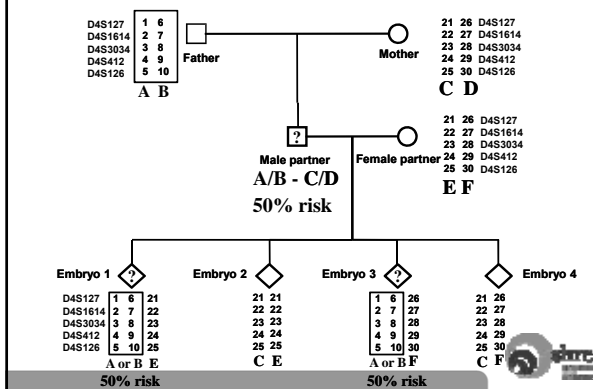 D4S127 1 6
D4S1614 2 7
D4S3034 3 8
D4S412 4 9
D4S126 5 10
A B
Father
Mother
21 26 D4S127
22 27 D4S1614
23 28 D4S3034
24 29 D4S412
25 30 D4S126
C D
?
Male partner
A/B - C/D
50% risk
Female partner
21 26 D4S127
22 27 D4S1614
23 28 D4S3034
24 29 D4S412
25 30 D4S126
E F
Embryo 1 ?
D4S127 1 6 21
D4S1614 2 7 22
D4S3034 3 8 23
D4S412 4 9 24
D4S126 5 10 25
A or B E
50% risk
Embryo 2
21 21
22 22
23 23
24 24
25 25
C E
Embryo 3 ?
1 6 26
2 7 27
3 8 28
4 9 29
5 10 30
A or B F
50% risk
Embryo 4
21 26
22 27
23 28
24 29
25 30
C F